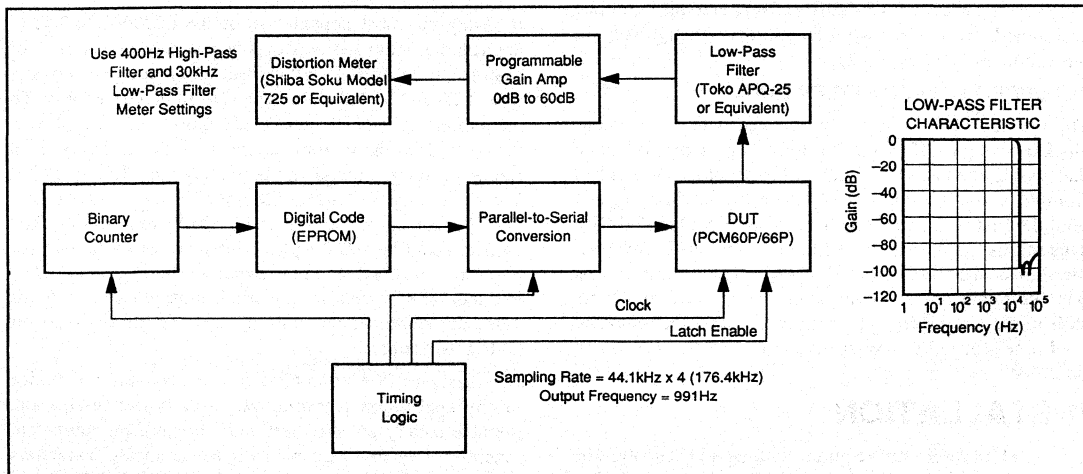 Use 400Hz High-Pass
Filter and 30kHz
Low-Pass Filter
Meter Settings
Distortion Meter
(Shiba Soku Model
725 or Equivalent)
Programmable
Gain Amp
0dB to 60dB
Low-Pass
Filter
(Toko APQ-25
or Equivalent)
LOW-PASS FILTER
CHARACTERISTIC
Gain (dB)
0
–20
–40
–60
–80
–100
–120
1 10¹ 10² 10³ 10⁴ 10⁵
Frequency (Hz)
Binary
Counter
Digital Code
(EPROM)
Parallel-to-Serial
Conversion
DUT
(PCM60P/66P)
Clock
Latch Enable
Timing
Logic
Sampling Rate = 44.1kHz x 4 (176.4kHz)
Output Frequency = 991Hz